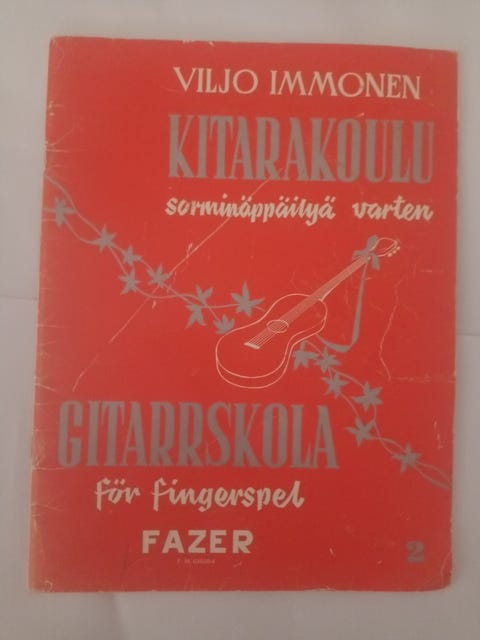 VILJO IMMONEN
KITARAKOULU
sorminäppäilyä varten
GITARRSKOLA
för fingerspel
FAZER
2